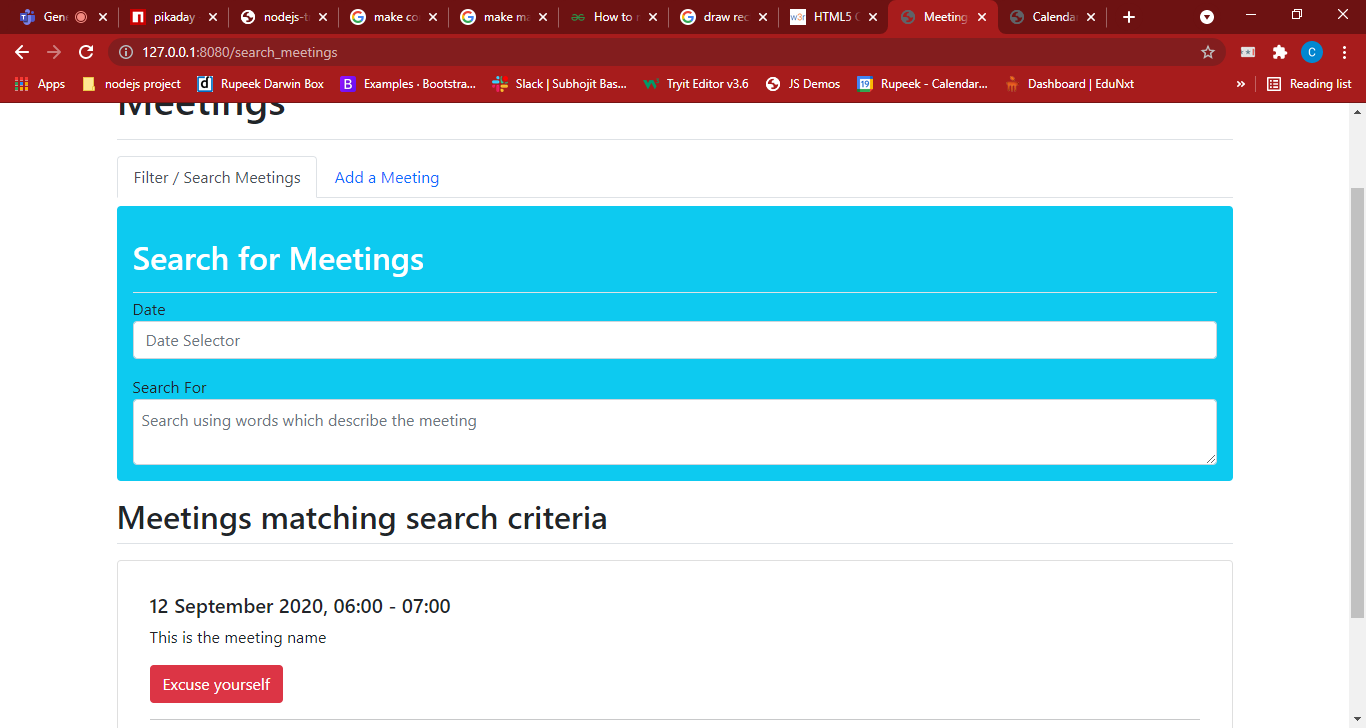 Gene
pikaday
nodejs-t
make co
make ma
How to
draw rec
w3r HTML5 C
Meeting
Calenda
127.0.0.1:8080/search_meetings
C
Apps
nodejs project
d Rupeek Darwin Box
B Examples · Bootstra...
Slack | Subhojit Bas...
Tryit Editor v3.6
JS Demos
19 Rupeek - Calendar...
Dashboard | EduNxt
»
Reading list
Meetings
Filter / Search Meetings
Add a Meeting
Search for Meetings
Date
Date Selector
Search For
Search using words which describe the meeting
Meetings matching search criteria
12 September 2020, 06:00 - 07:00
This is the meeting name
Excuse yourself